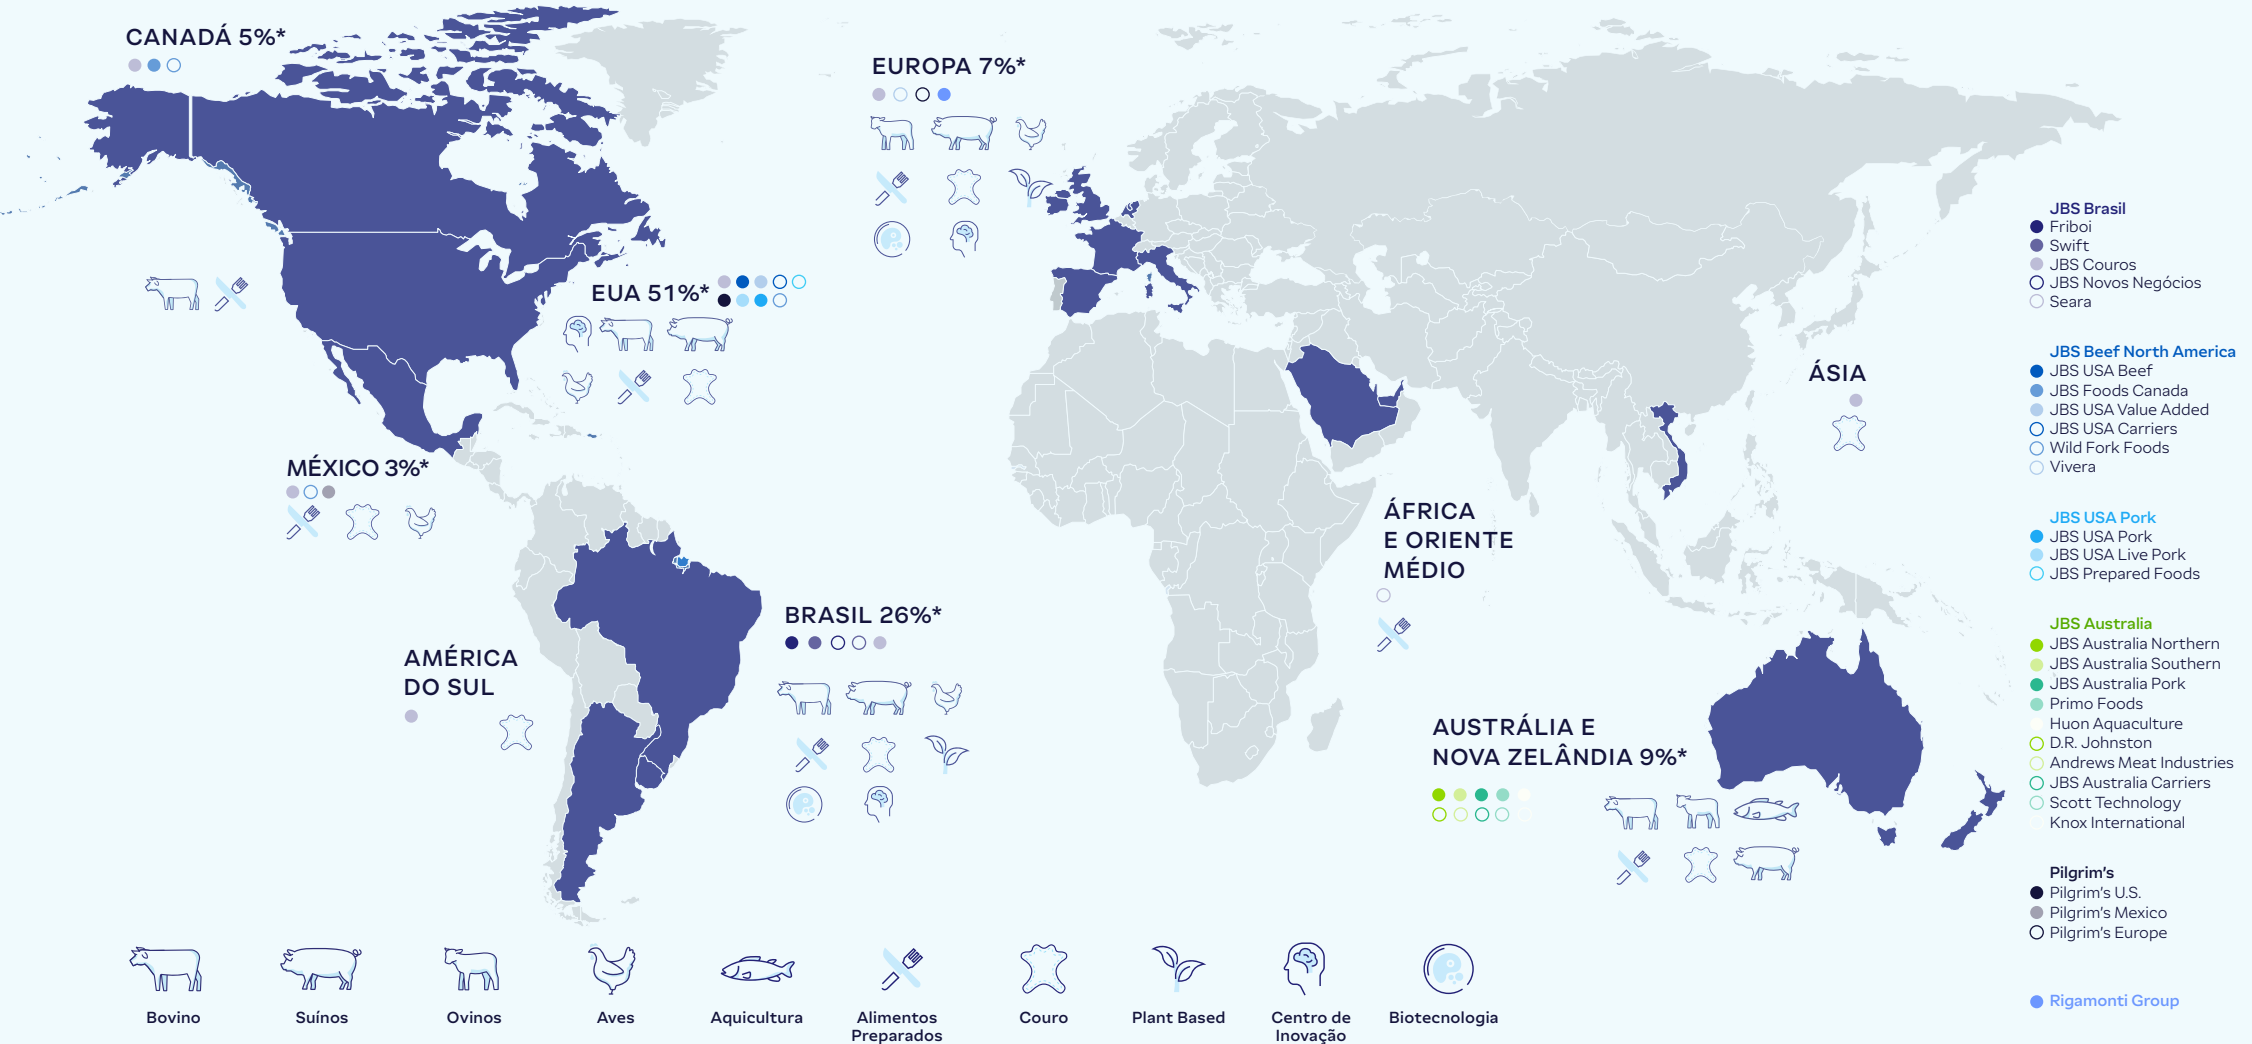 CANADÁ 5%*
EUROPA 7%*
EUA 51%*
MÉXICO 3%*
AMÉRICA
DO SUL
BRASIL 26%*
ÁFRICA
E ORIENTE
MÉDIO
ÁSIA
AUSTRÁLIA E
NOVA ZELÂNDIA 9%*
JBS Brasil
Friboi
Swift
JBS Couros
JBS Novos Negócios
Seara
JBS Beef North America
JBS USA Beef
JBS Foods Canada
JBS USA Value Added
JBS USA Carriers
Wild Fork Foods
Vivera
JBS USA Pork
JBS USA Pork
JBS USA Live Pork
JBS Prepared Foods
JBS Australia
JBS Australia Northern
JBS Australia Southern
JBS Australia Pork
Primo Foods
Huon Aquaculture
D.R. Johnston
Andrews Meat Industries
JBS Australia Carriers
Scott Technology
Knox International
Pilgrim's
Pilgrim's U.S.
Pilgrim's Mexico
Pilgrim's Europe
Rigamonti Group
Bovino
Suínos
Ovinos
Aves
Aquicultura
Alimentos
Preparados
Couro
Plant Based
Centro de
Inovação
Biotecnologia